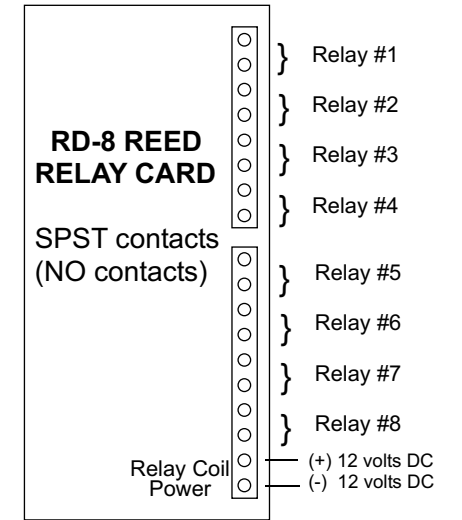 RD-8 REED
RELAY CARD
SPST contacts
(NO contacts)
} Relay #1
} Relay #2
} Relay #3
} Relay #4
} Relay #5
} Relay #6
} Relay #7
} Relay #8
Relay Coil
Power
(+) 12 volts DC
(-) 12 volts DC